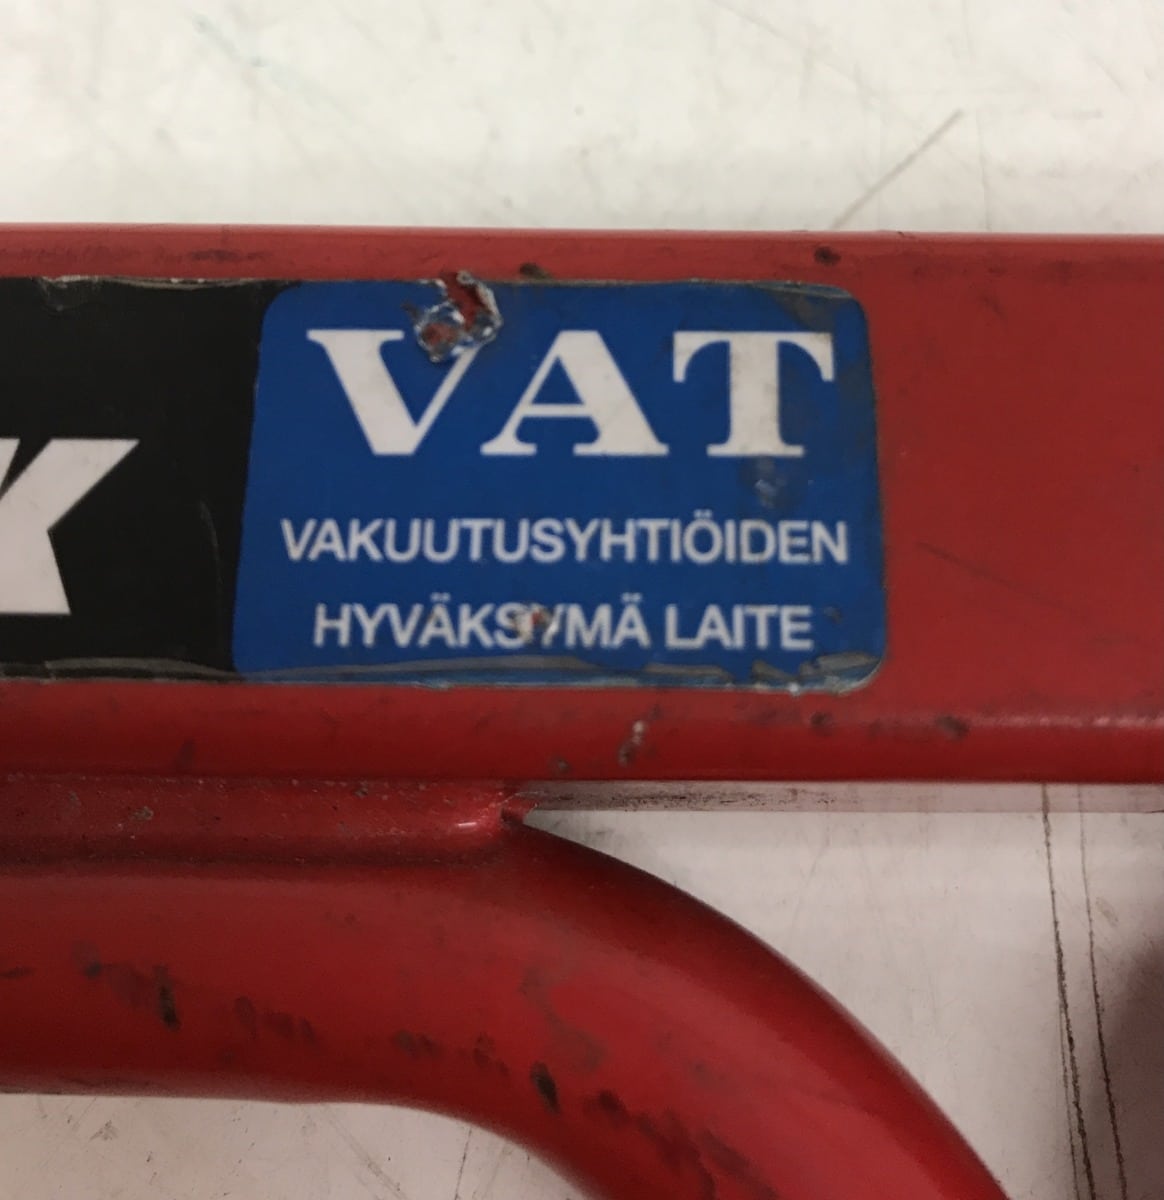 VAT
K
VAKUUTUSYHTIÖIDEN
HYVÄKSYMÄ LAITE